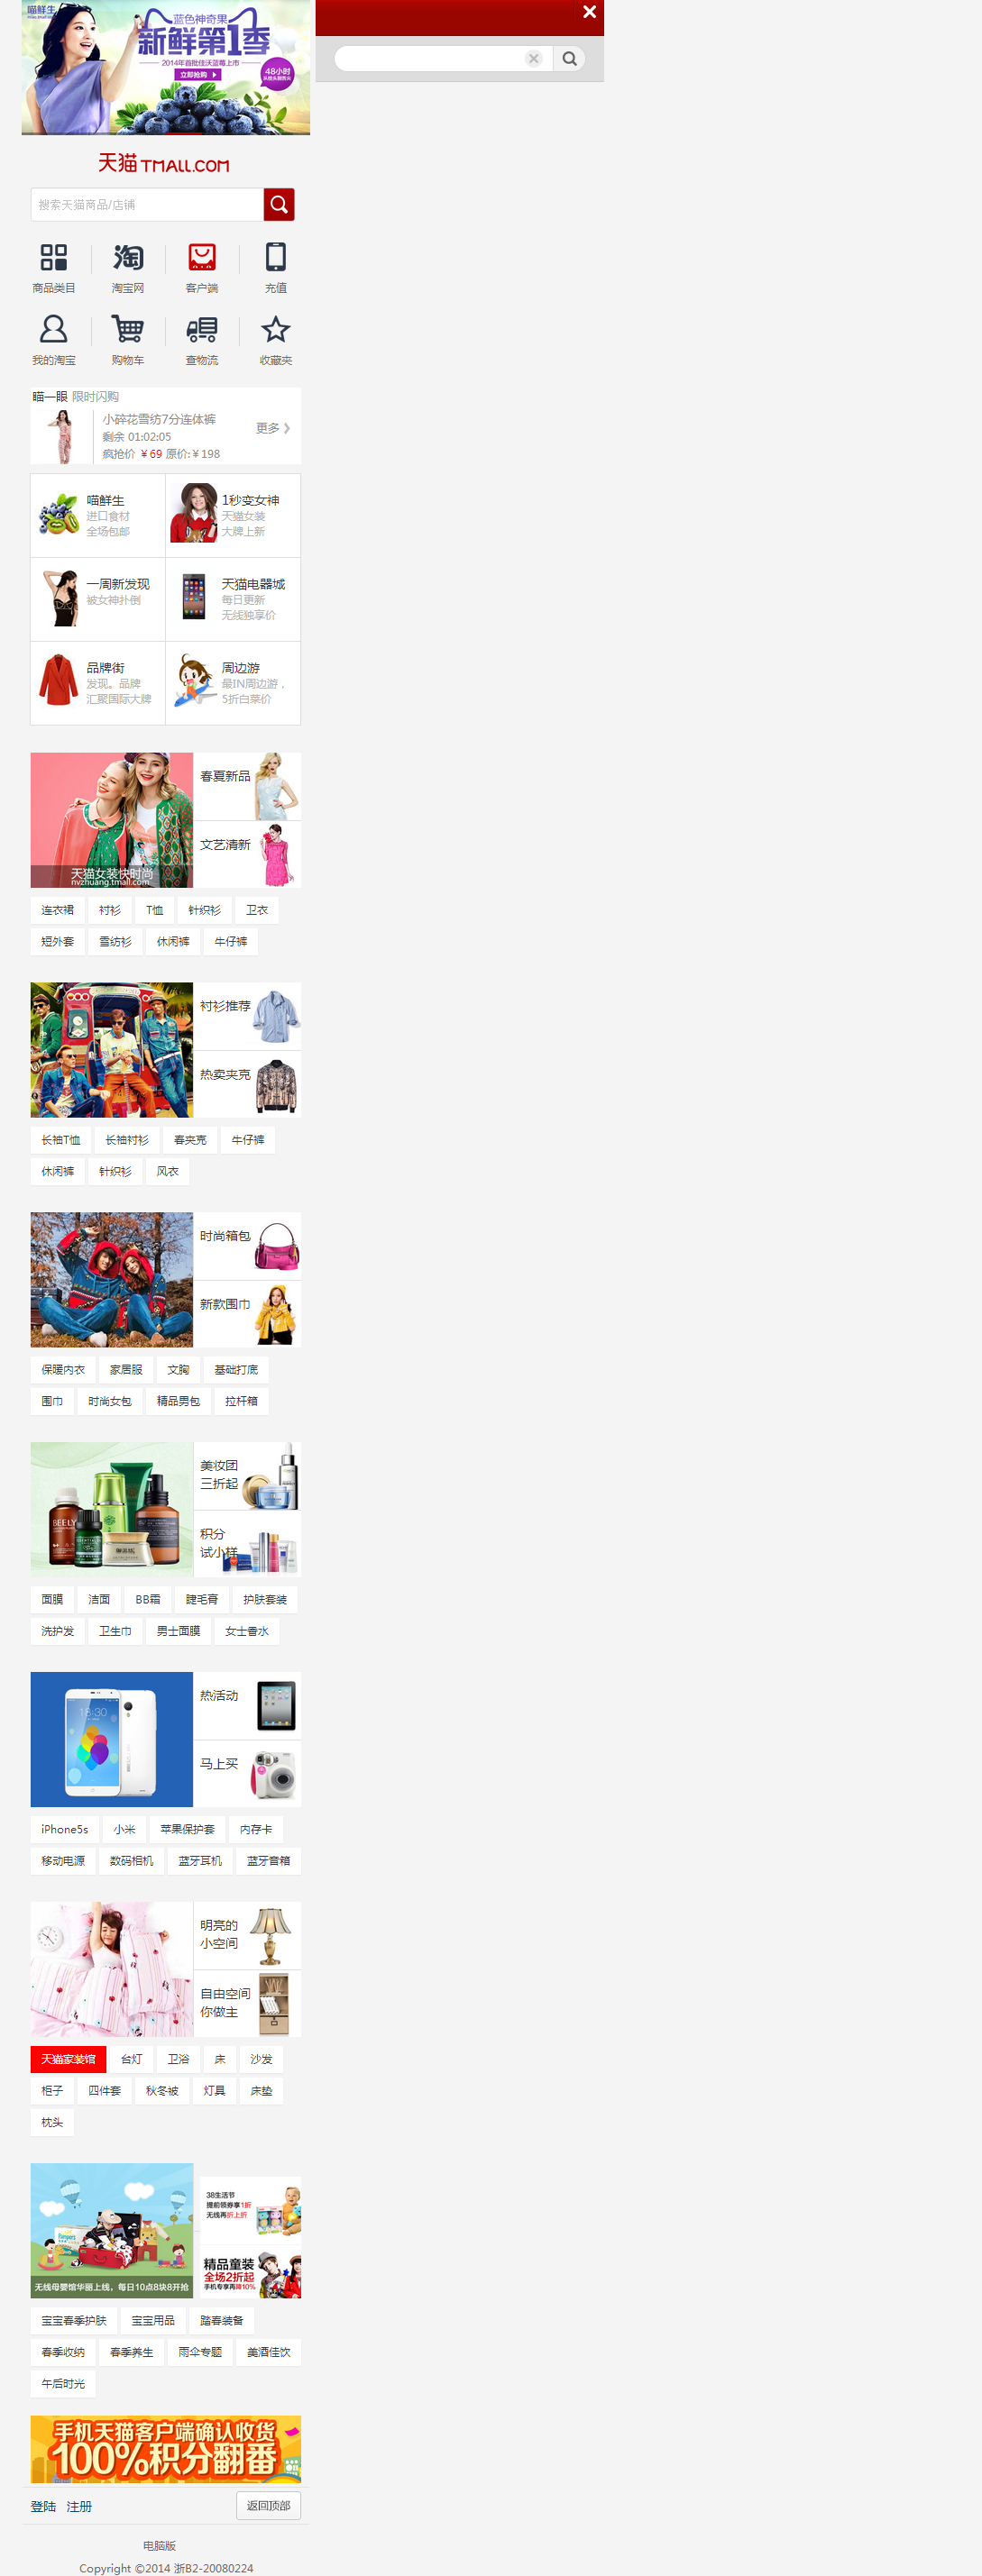 喵鲜生
蓝色神奇果
新鲜第1季
2014年首批佳沃蓝莓上市
立即抢购
48小时
天猫 TMALL.COM
搜索天猫商品/店铺
商品类目 淘宝网 客户端 充值
我的淘宝 购物车 查物流 收藏夹
瞄一眼 限时闪购
小碎花雪纺7分连体裤
剩余 01:02:05
疯抢价 ￥69 原价:￥198
更多
喵鲜生
进口食材
全场包邮
1秒变女神
天猫女装
大牌上新
一周新发现
被女神扑倒
天猫电器城
每日更新
无线独享价
品牌街
发现。品牌
汇聚国际大牌
周边游
最IN周边游，
5折白菜价
天猫女装快时尚
nvzhuang.tmall.com
春夏新品
文艺清新
连衣裙 衬衫 T恤 针织衫 卫衣
短外套 雪纺衫 休闲裤 牛仔裤
衬衫推荐
热卖夹克
长袖T恤 长袖衬衫 春夹克 牛仔裤
休闲裤 针织衫 风衣
时尚箱包
新款围巾
保暖内衣 家居服 文胸 基础打底
围巾 时尚女包 精品男包 拉杆箱
BEELY
美妆团
三折起
积分
试小样
面膜 洁面 BB霜 睫毛膏 护肤套装
洗护发 卫生巾 男士面膜 女士香水
18:30
热活动
马上买
iPhone5s 小米 苹果保护套 内存卡
移动电源 数码相机 蓝牙耳机 蓝牙音箱
明亮的
小空间
自由空间
你做主
天猫家装馆 台灯 卫浴 床 沙发
柜子 四件套 秋冬被 灯具 床垫
枕头
无线母婴馆华丽上线，每日10点8块8开抢
38生活节
提前领券享1折
无线再折上折
精品童装
全场2折起
手机专享再降10%
宝宝春季护肤 宝宝用品 踏春装备
春季收纳 春季养生 雨伞专题 美酒佳饮
午后时光
手机天猫客户端确认收货
100%积分翻番
登陆 注册 返回顶部
电脑版
Copyright ©2014 浙B2-20080224